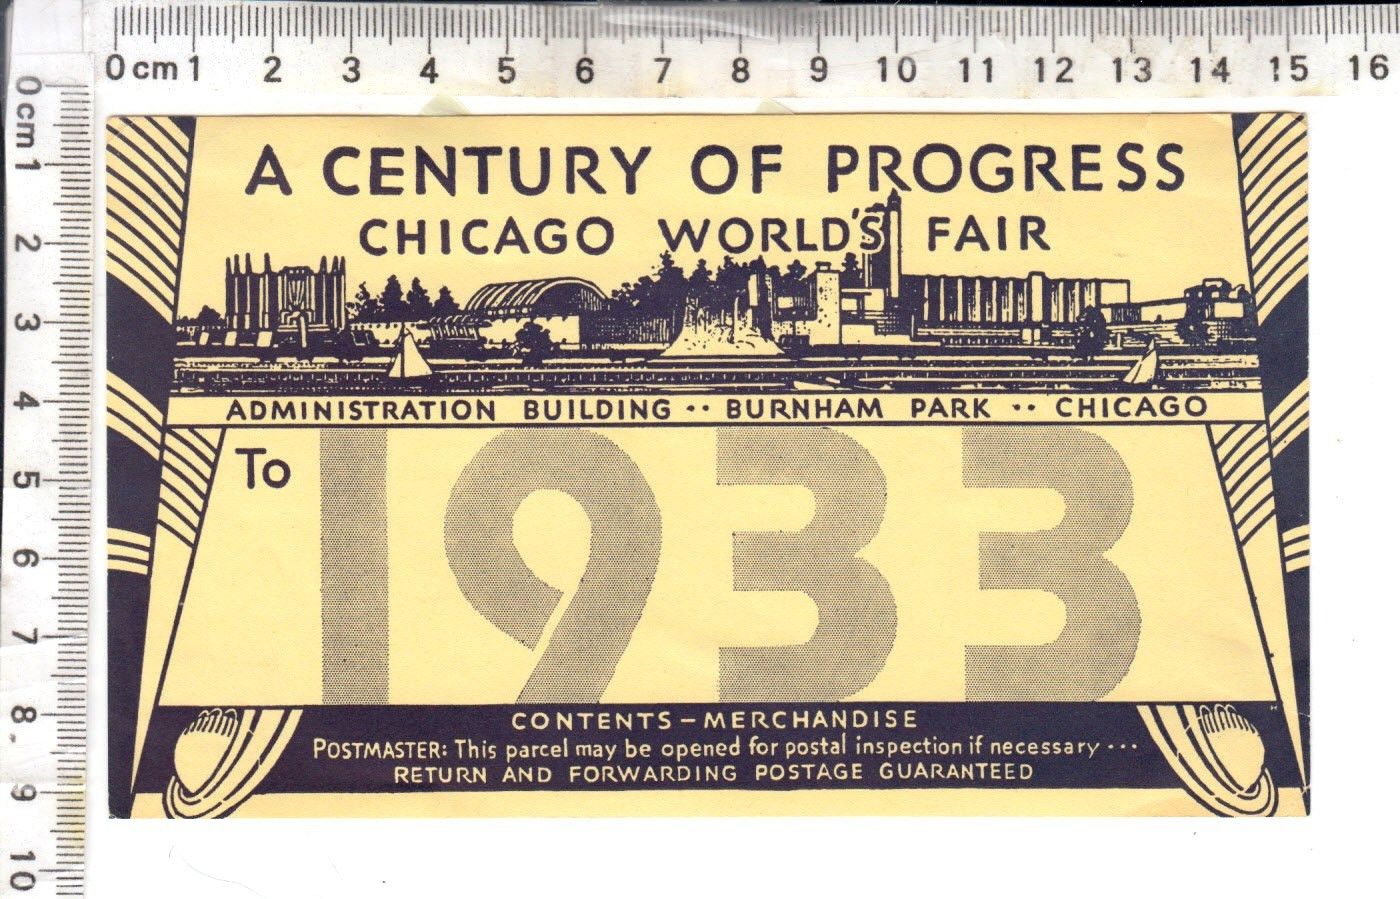 0 cm 1 2 3 4 5 6 7 8 9 10 11 12 13 14 15 16
0 cm 1 2 3 4 5 6 7 8 9 10
A CENTURY OF PROGRESS
CHICAGO WORLD'S FAIR
ADMINISTRATION BUILDING ·· BURNHAM PARK ·· CHICAGO
To
1933
CONTENTS – MERCHANDISE
POSTMASTER: This parcel may be opened for postal inspection if necessary ···
RETURN AND FORWARDING POSTAGE GUARANTEED